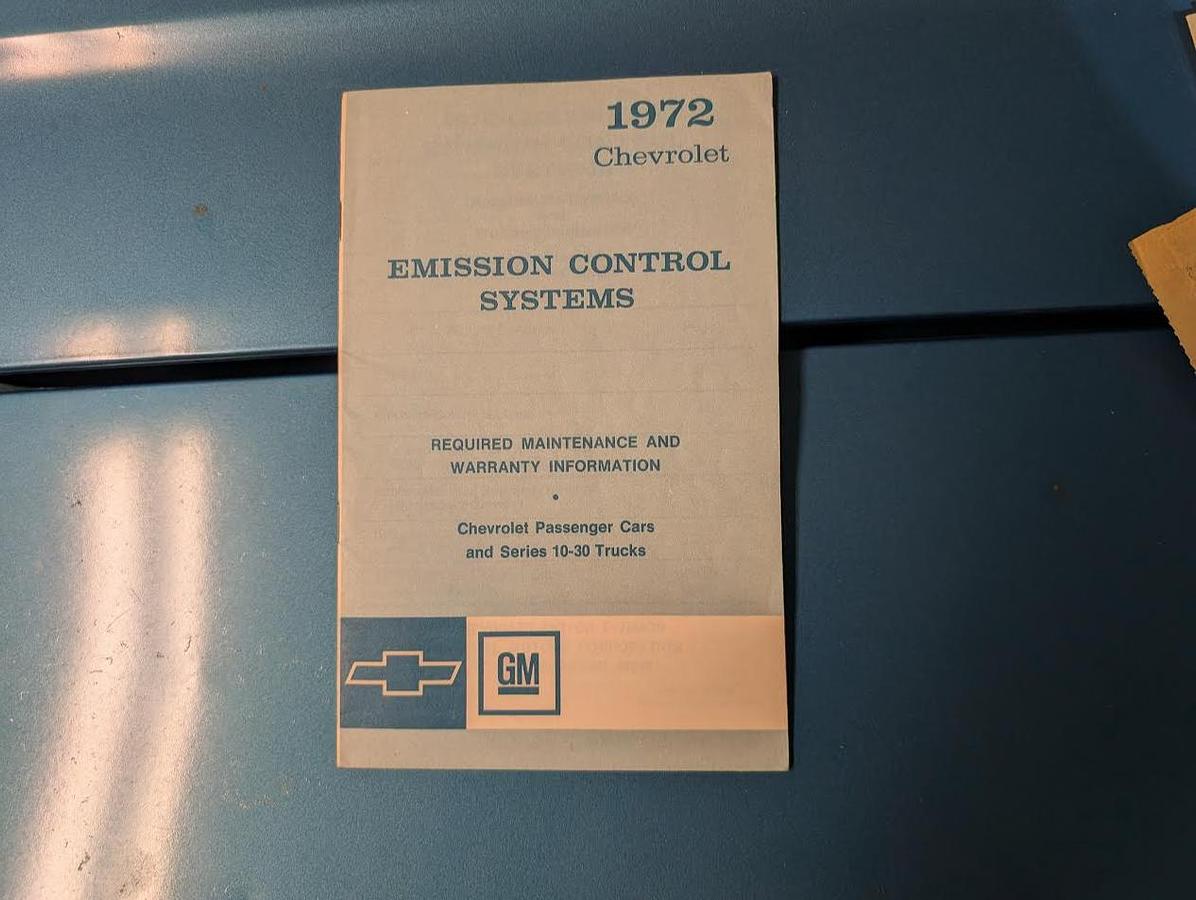 1972
Chevrolet
EMISSION CONTROL
SYSTEMS
REQUIRED MAINTENANCE AND
WARRANTY INFORMATION
•
Chevrolet Passenger Cars
and Series 10-30 Trucks
GM